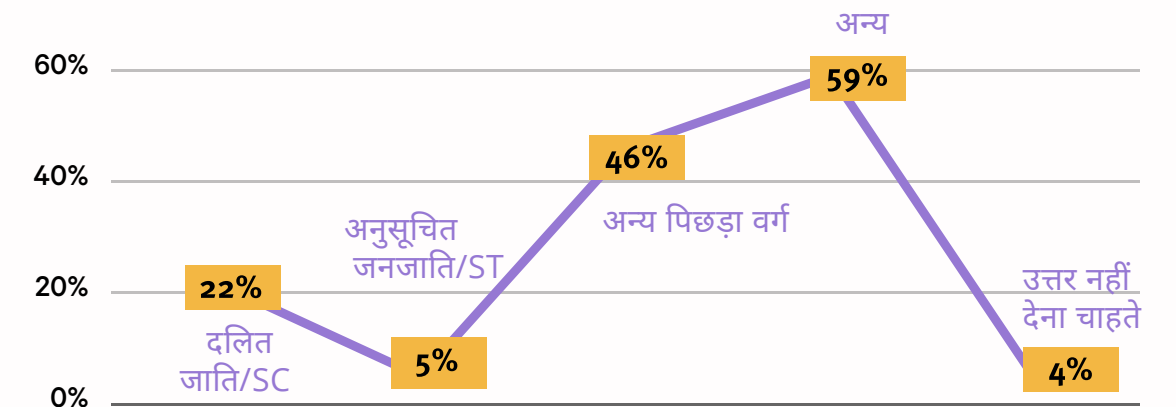 अन्य
60%
59%
46%
40%
अन्य पिछड़ा वर्ग
अनुसूचित
जनजाति/ST
उत्तर नहीं
देना चाहते
20%
22%
दलित
जाति/SC
5%
4%
0%